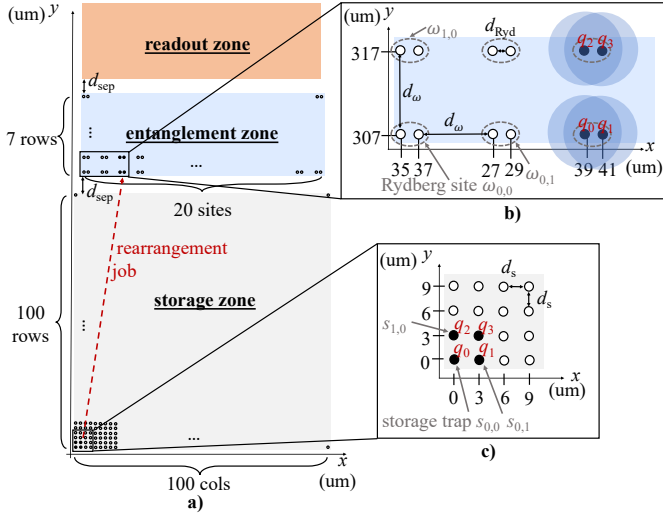 (um) y
readout zone
d_sep
7 rows
entanglement zone
⋮
...
d_sep
20 sites
rearrangement
job
storage zone
100
rows
⋮
...
x
(um)
100 cols
a)
(um) y
ω_1,0
d_Ryd
q_2 q_3
317
d_ω
d_ω
q_0 q_1
307
x
(um)
35 37 27 29 39 41
Rydberg site ω_0,0
ω_0,1
b)
(um) y
9
d_s
d_s
6
s_1,0
q_2 q_3
3
q_0 q_1
0
x
(um)
0 3 6 9
storage trap s_0,0 s_0,1
c)